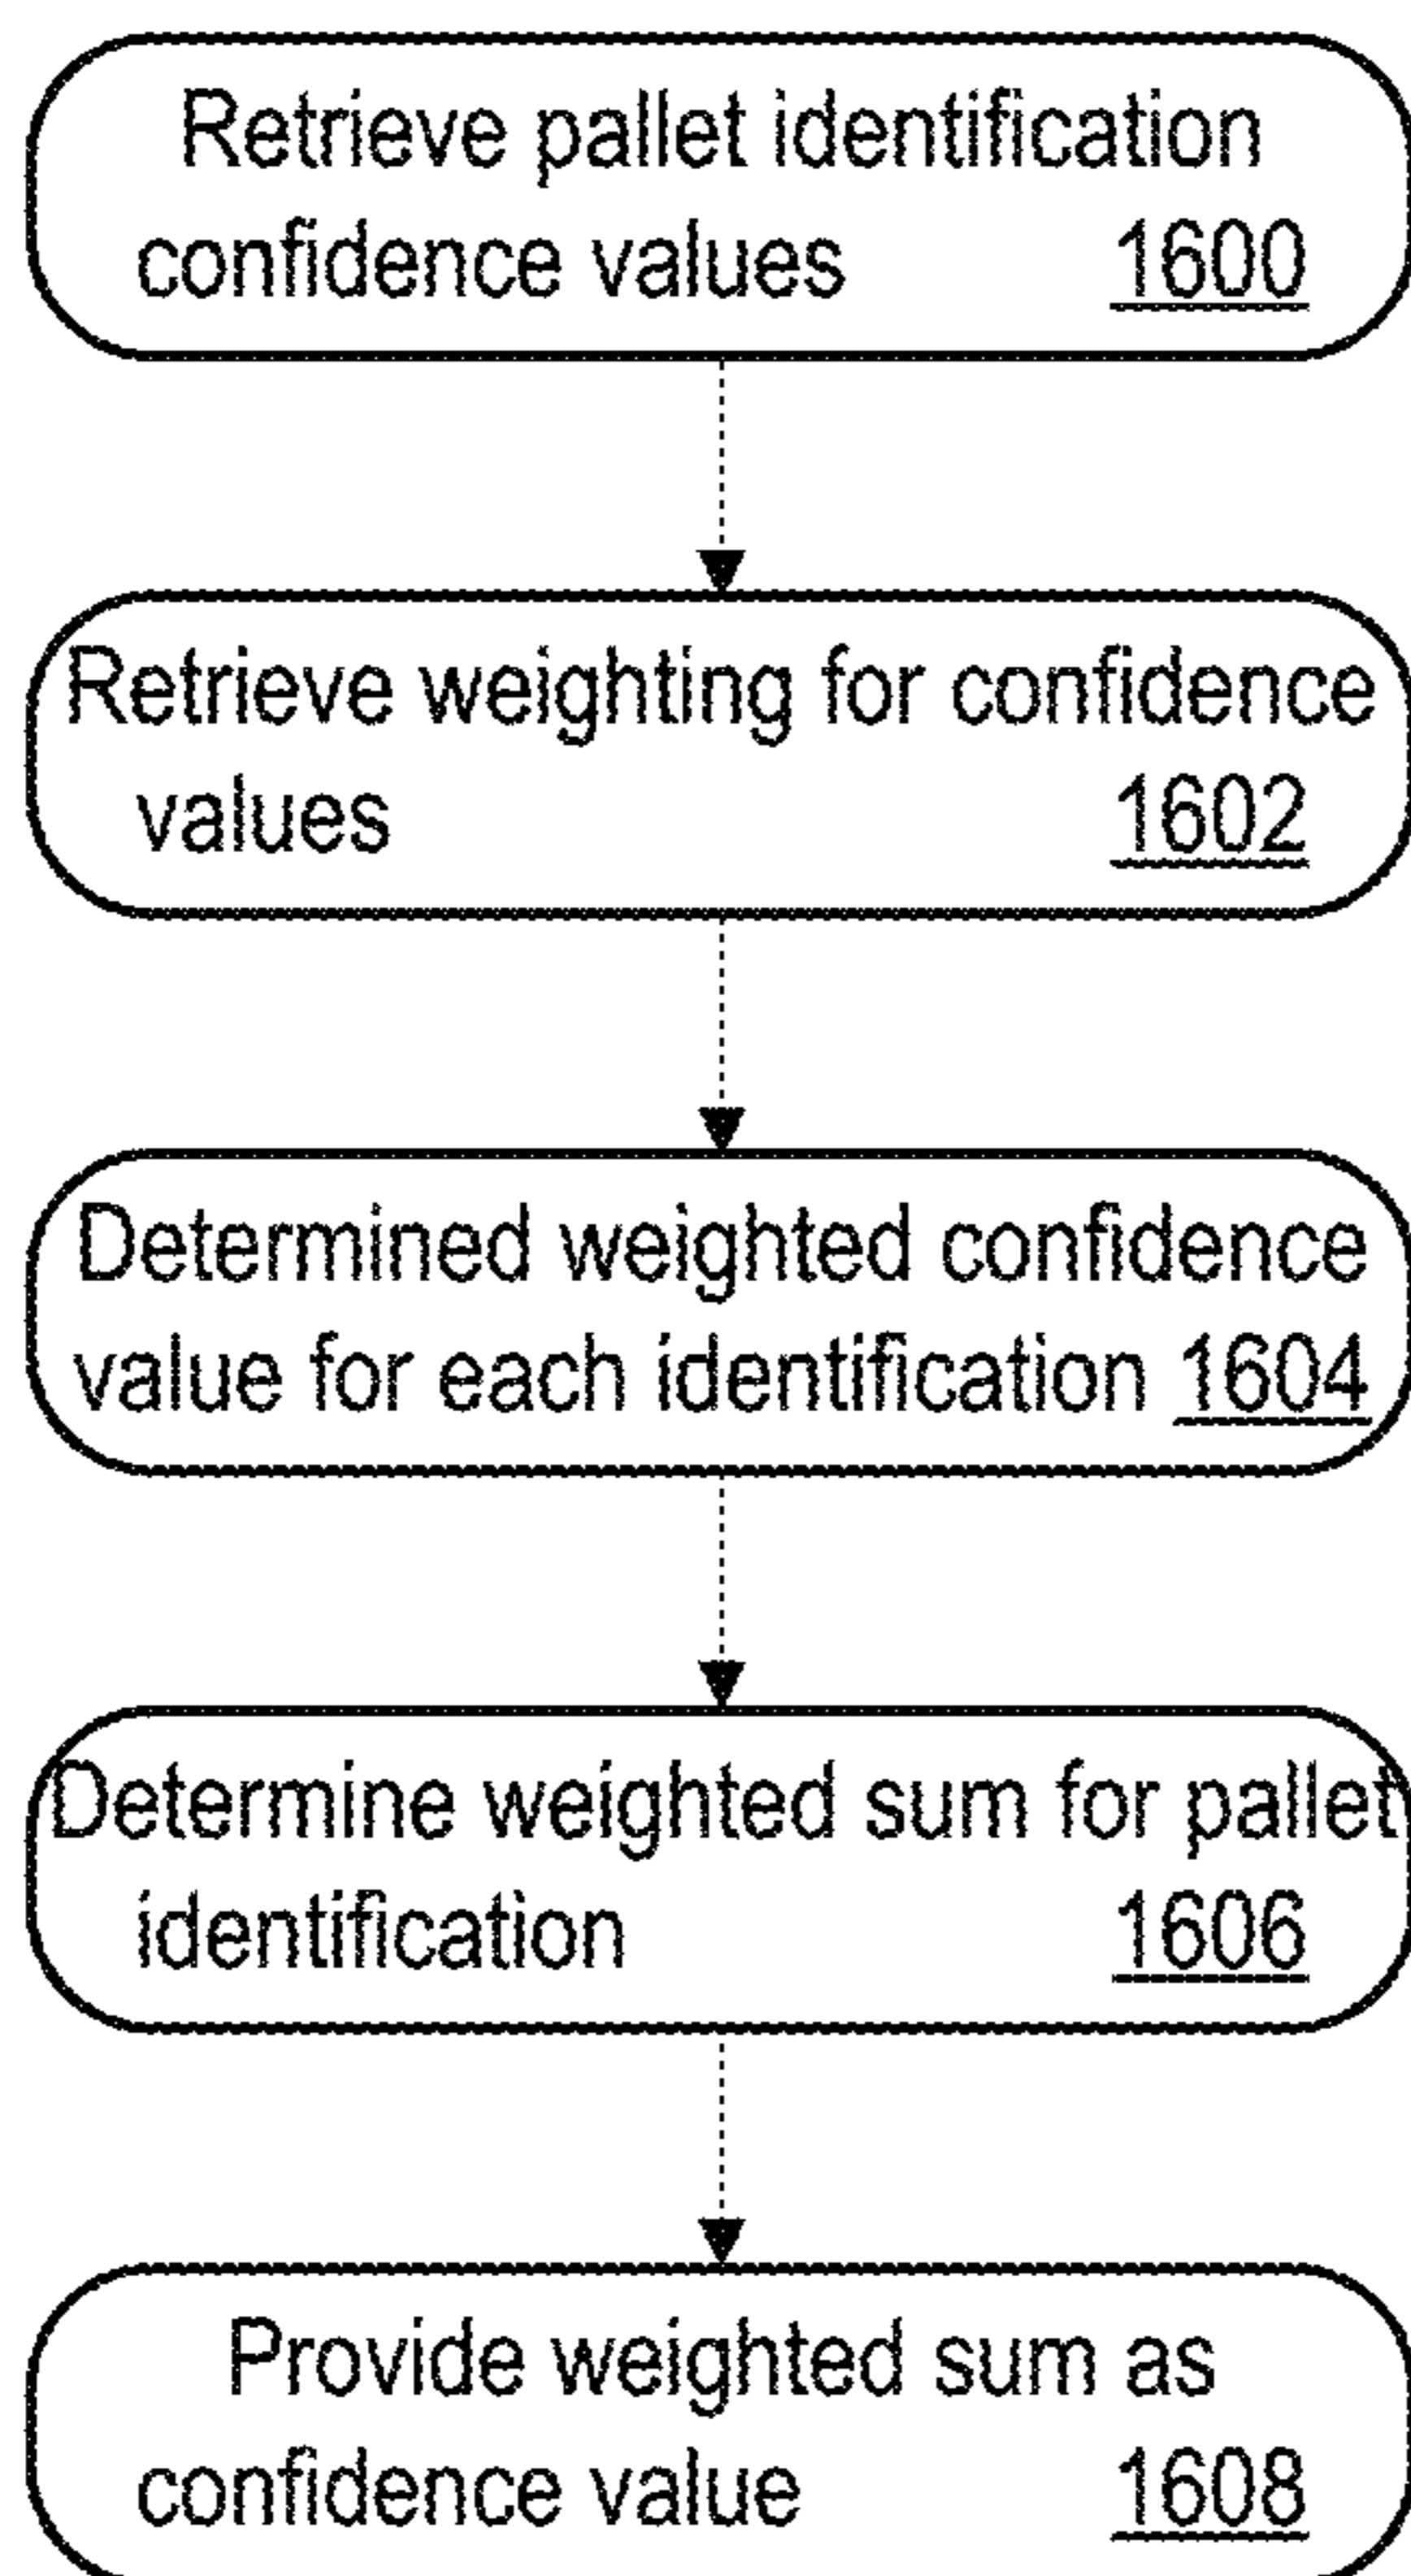 Retrieve pallet identification
confidence values 1600
Retrieve weighting for confidence
values 1602
Determined weighted confidence
value for each identification 1604
Determine weighted sum for pallet
identification 1606
Provide weighted sum as
confidence value 1608